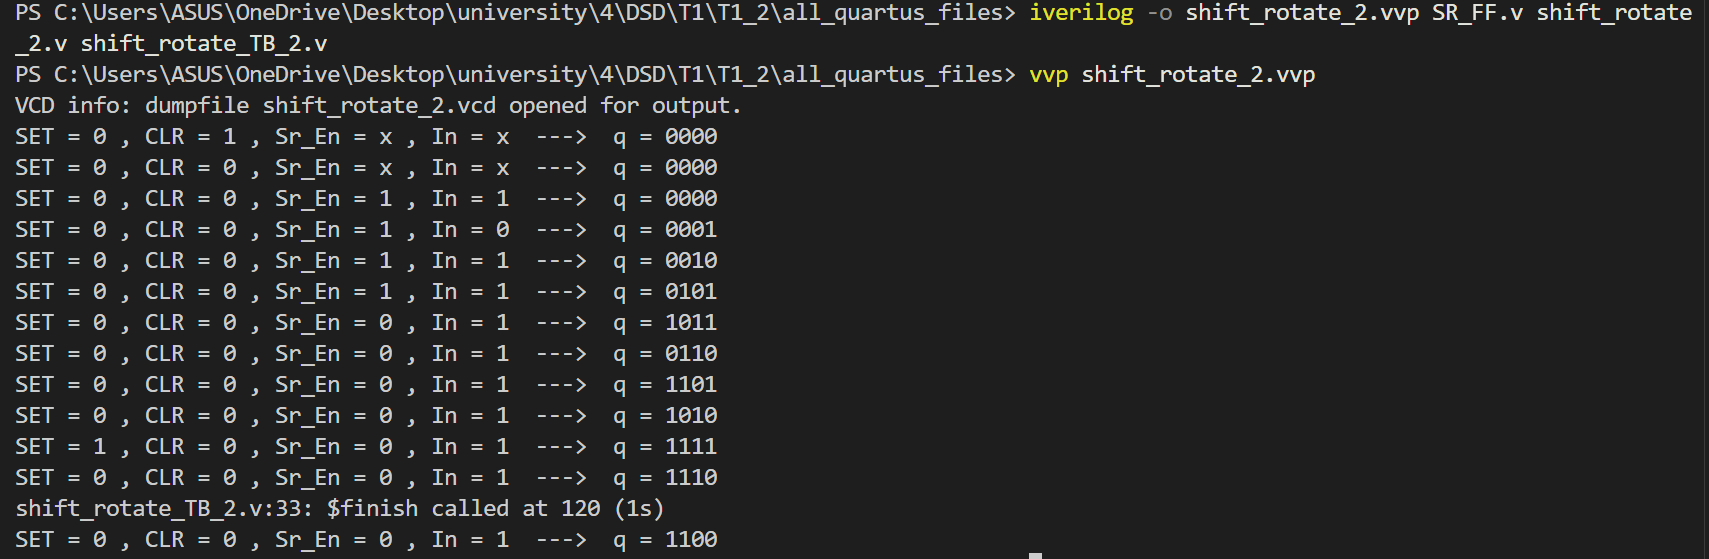 PS C:\Users\ASUS\OneDrive\Desktop\university\4\DSD\T1\T1_2\all_quartus_files> iverilog -o shift_rotate_2.vvp SR_FF.v shift_rotate
_2.v shift_rotate_TB_2.v
PS C:\Users\ASUS\OneDrive\Desktop\university\4\DSD\T1\T1_2\all_quartus_files> vvp shift_rotate_2.vvp
VCD info: dumpfile shift_rotate_2.vcd opened for output.
SET = 0 , CLR = 1 , Sr_En = x , In = x  --->  q = 0000
SET = 0 , CLR = 0 , Sr_En = x , In = x  --->  q = 0000
SET = 0 , CLR = 0 , Sr_En = 1 , In = 1  --->  q = 0000
SET = 0 , CLR = 0 , Sr_En = 1 , In = 0  --->  q = 0001
SET = 0 , CLR = 0 , Sr_En = 1 , In = 1  --->  q = 0010
SET = 0 , CLR = 0 , Sr_En = 1 , In = 1  --->  q = 0101
SET = 0 , CLR = 0 , Sr_En = 0 , In = 1  --->  q = 1011
SET = 0 , CLR = 0 , Sr_En = 0 , In = 1  --->  q = 0110
SET = 0 , CLR = 0 , Sr_En = 0 , In = 1  --->  q = 1101
SET = 0 , CLR = 0 , Sr_En = 0 , In = 1  --->  q = 1010
SET = 1 , CLR = 0 , Sr_En = 0 , In = 1  --->  q = 1111
SET = 0 , CLR = 0 , Sr_En = 0 , In = 1  --->  q = 1110
shift_rotate_TB_2.v:33: $finish called at 120 (1s)
SET = 0 , CLR = 0 , Sr_En = 0 , In = 1  --->  q = 1100